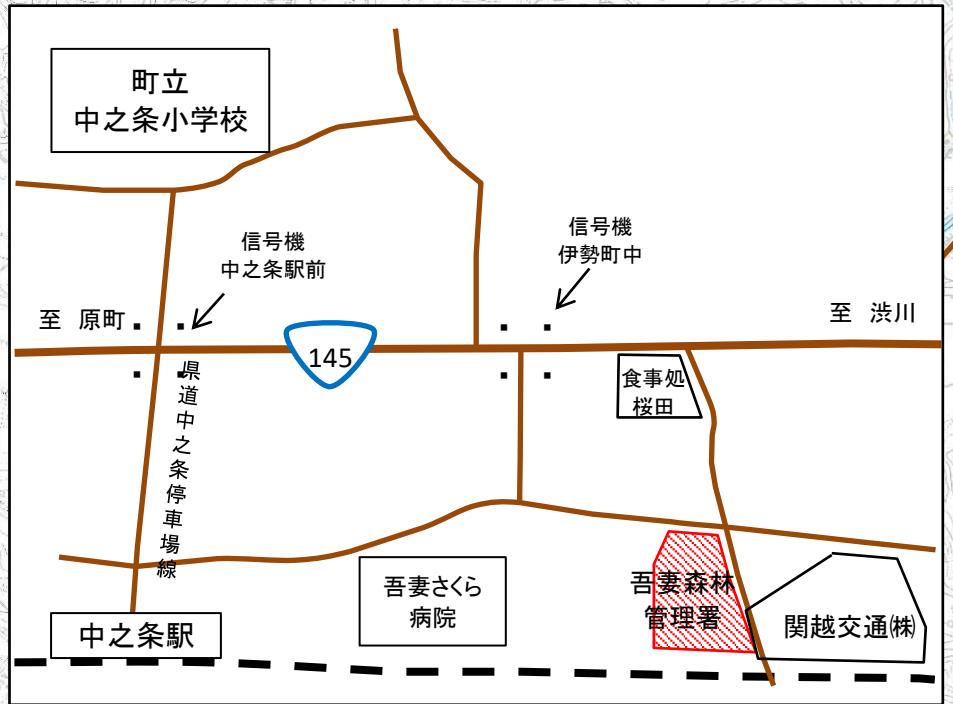 町立
中之条小学校
信号機
中之条駅前
信号機
伊勢町中
至 原町
至 渋川
145
県道中之条停車場線
食事処
桜田
吾妻さくら
病院
吾妻森林
管理署
関越交通㈱
中之条駅